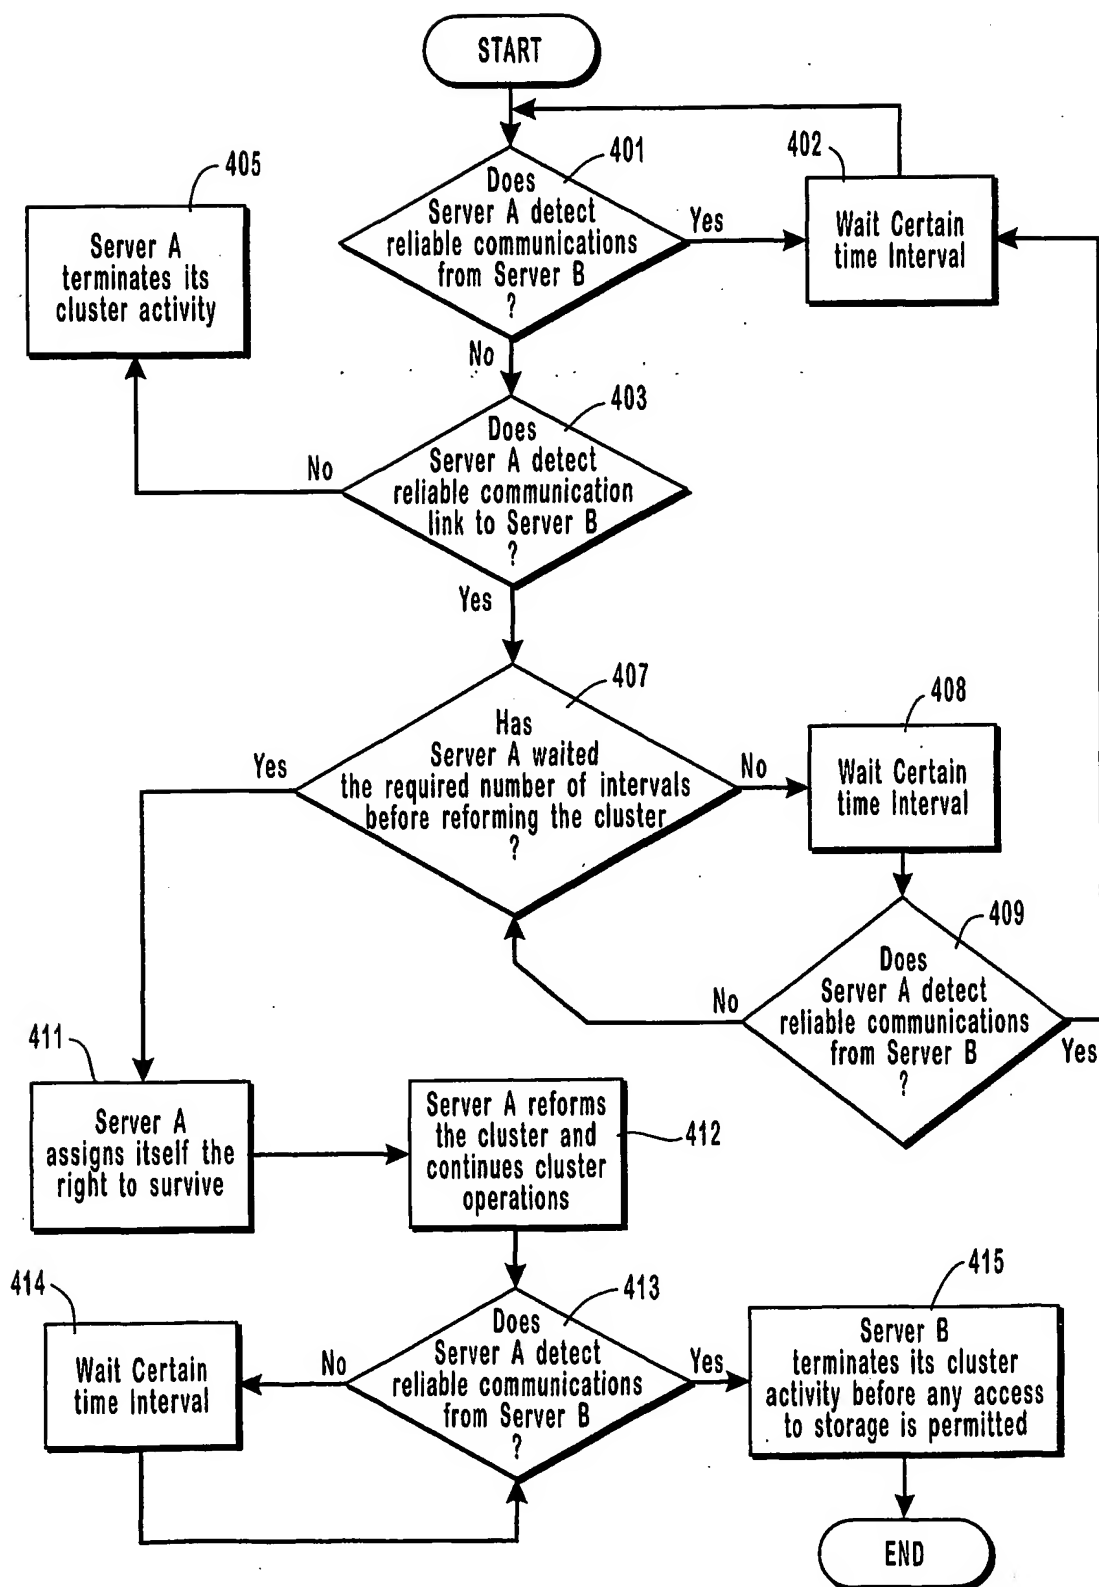 START
401
Does
Server A detect
reliable communications
from Server B
?
Yes
402
Wait Certain
time Interval
405
Server A
terminates its
cluster activity
No
403
Does
Server A detect
reliable communication
link to Server B
?
No
Yes
407
Has
Server A waited
the required number of intervals
before reforming the cluster
?
Yes
No
408
Wait Certain
time Interval
409
Does
Server A detect
reliable communications
from Server B
?
No
Yes
411
Server A
assigns itself the
right to survive
Server A reforms
the cluster and
continues cluster
operations
412
413
Does
Server A detect
reliable communications
from Server B
?
No
Yes
414
Wait Certain
time Interval
415
Server B
terminates its cluster
activity before any access
to storage is permitted
END